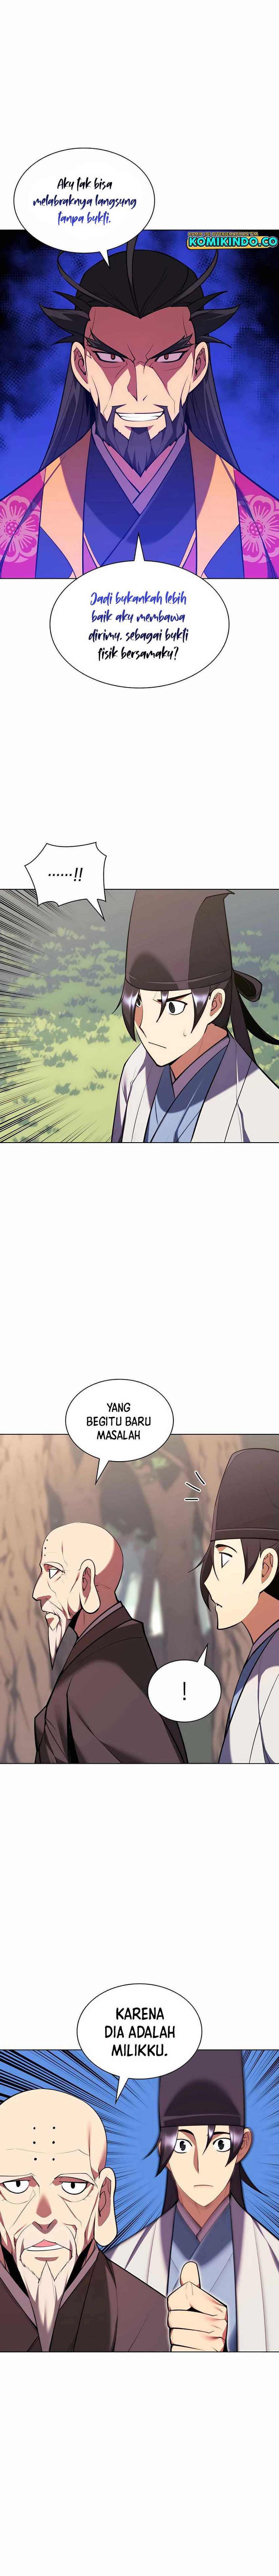 Aku tak bisa
melabraknya langsung
tanpa bukti.
KOMIKINDO.CO
Jadi bukankah lebih
baik aku membawa
dirimu, sebagai bukti
fisik bersamaku?
......!!
YANG
BEGITU BARU
MASALAH
!
KARENA
DIA ADALAH
MILIKKU.